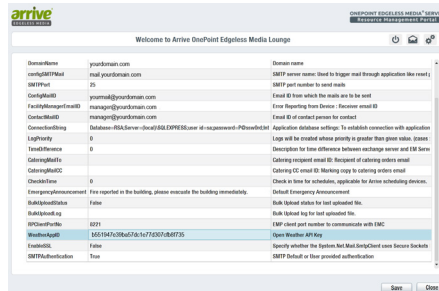 arrive
EDGELESS MEDIA
ONEPOINT EDGELESS MEDIA® SERV
Resource Management Portal
Welcome to Arrive OnePoint Edgeless Media Lounge
DomainName yourdomain.com Domain name
configSMTPMail mail.yourdomain.com SMTP server name: Used to trigger mail through application like reset p
SMTPPort 25 SMTP port number to send mails
ConfigMailID yourmail@yourdomain.com Email ID from which the mails are to be sent
FacilityManagerEmailID manager@yourdomain.com Error Reporting from Device : Receiver email ID
ContactMailID manager@yourdomain.com Email ID of contact person for contact
ConnectionString Application database settings: To establish connection with application
LogPriority 0 Logs will be created whose priority is greater than given value. (cases
TimeDifference 0 Description for time difference between exchange server and EM Serve
CateringMailTo Catering recipient email ID: Recipient of catering orders email
CateringMailCC Catering CC email ID: Marking copy to catering orders email
CheckInTime 0 Check in time for schedules, applicable for Arrive scheduling devices.
EmergencyAnnouncement Fire reported in the building, please evacuate the building immediately. Default Emergency Announcement
BulkUploadStatus False Bulk Upload status for last uploaded file.
BulkUploadLog Bulk Upload log for last uploaded file.
RPClientPortNo 8221 EMP client port number to communicate with EMC
WeatherAppID b551947e39ba57dc1e77d307cfb8f735 Open Weather API Key
EnableSSL False Specify whether the System.Net.Mail.SmtpClient uses Secure Sockets
SMTPAuthentication True SMTP Default or User provided authentication
Save Close